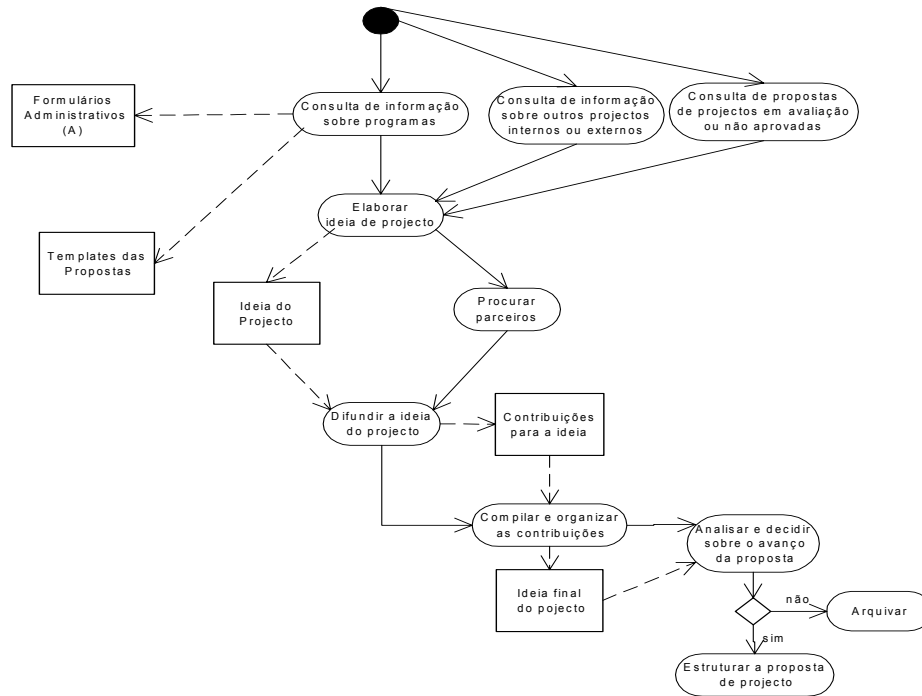 Formulários
Administrativos
(A)
Consulta de informação
sobre programas
Consulta de informação
sobre outros projectos
internos ou externos
Consulta de propostas
de projectos em avaliação
ou não aprovadas
Elaborar
ideia de projecto
Templates das
Propostas
Ideia do
Projecto
Procurar
parceiros
Difundir a ideia
do projecto
Contribuições
para a ideia
Compilar e organizar
as contribuições
Analisar e decidir
sobre o avanço
da proposta
Ideia final
do pojecto
não
Arquivar
sim
Estruturar a proposta
de projecto